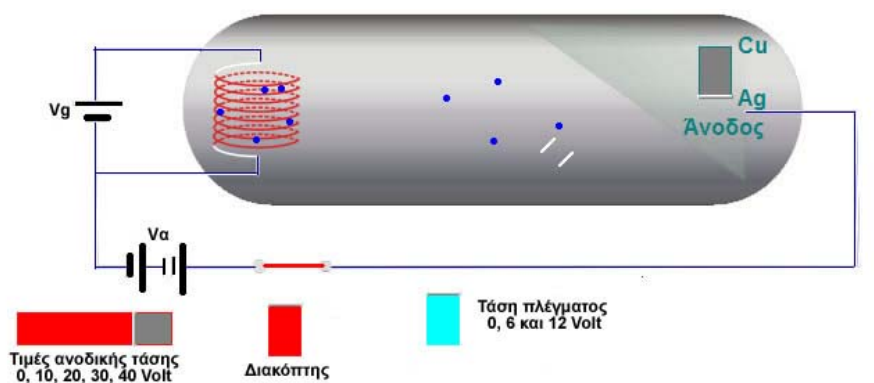 Cu
Ag
Άνοδος
Vg
Vα
Τάση πλέγματος
0, 6 και 12 Volt
Τιμές ανοδικής τάσης
0, 10, 20, 30, 40 Volt
Διακόπτης